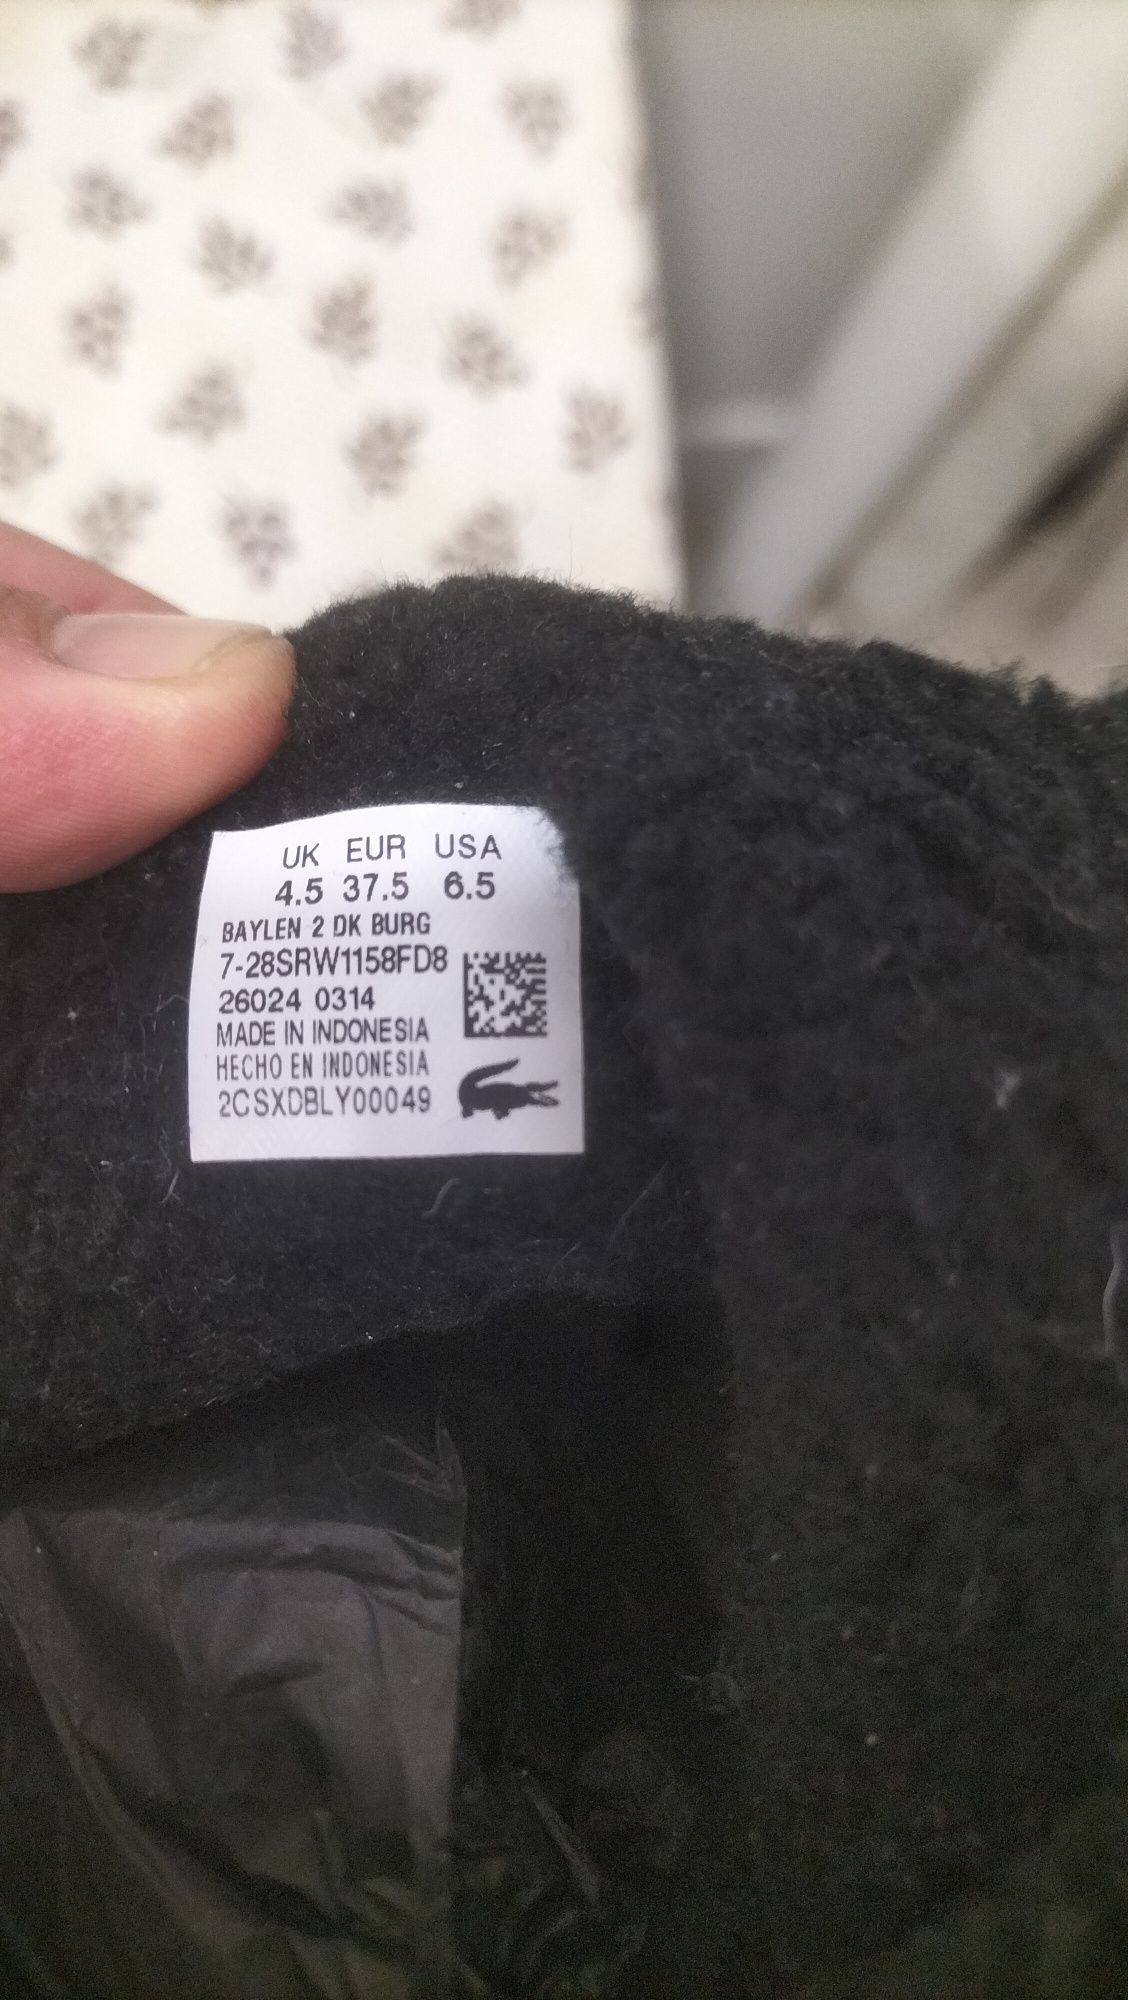 UK EUR USA
4.5 37.5 6.5
BAYLEN 2 DK BURG
7-28SRW1158FD8
26024 0314
MADE IN INDONESIA
HECHO EN INDONESIA
2CSXDBLY00049